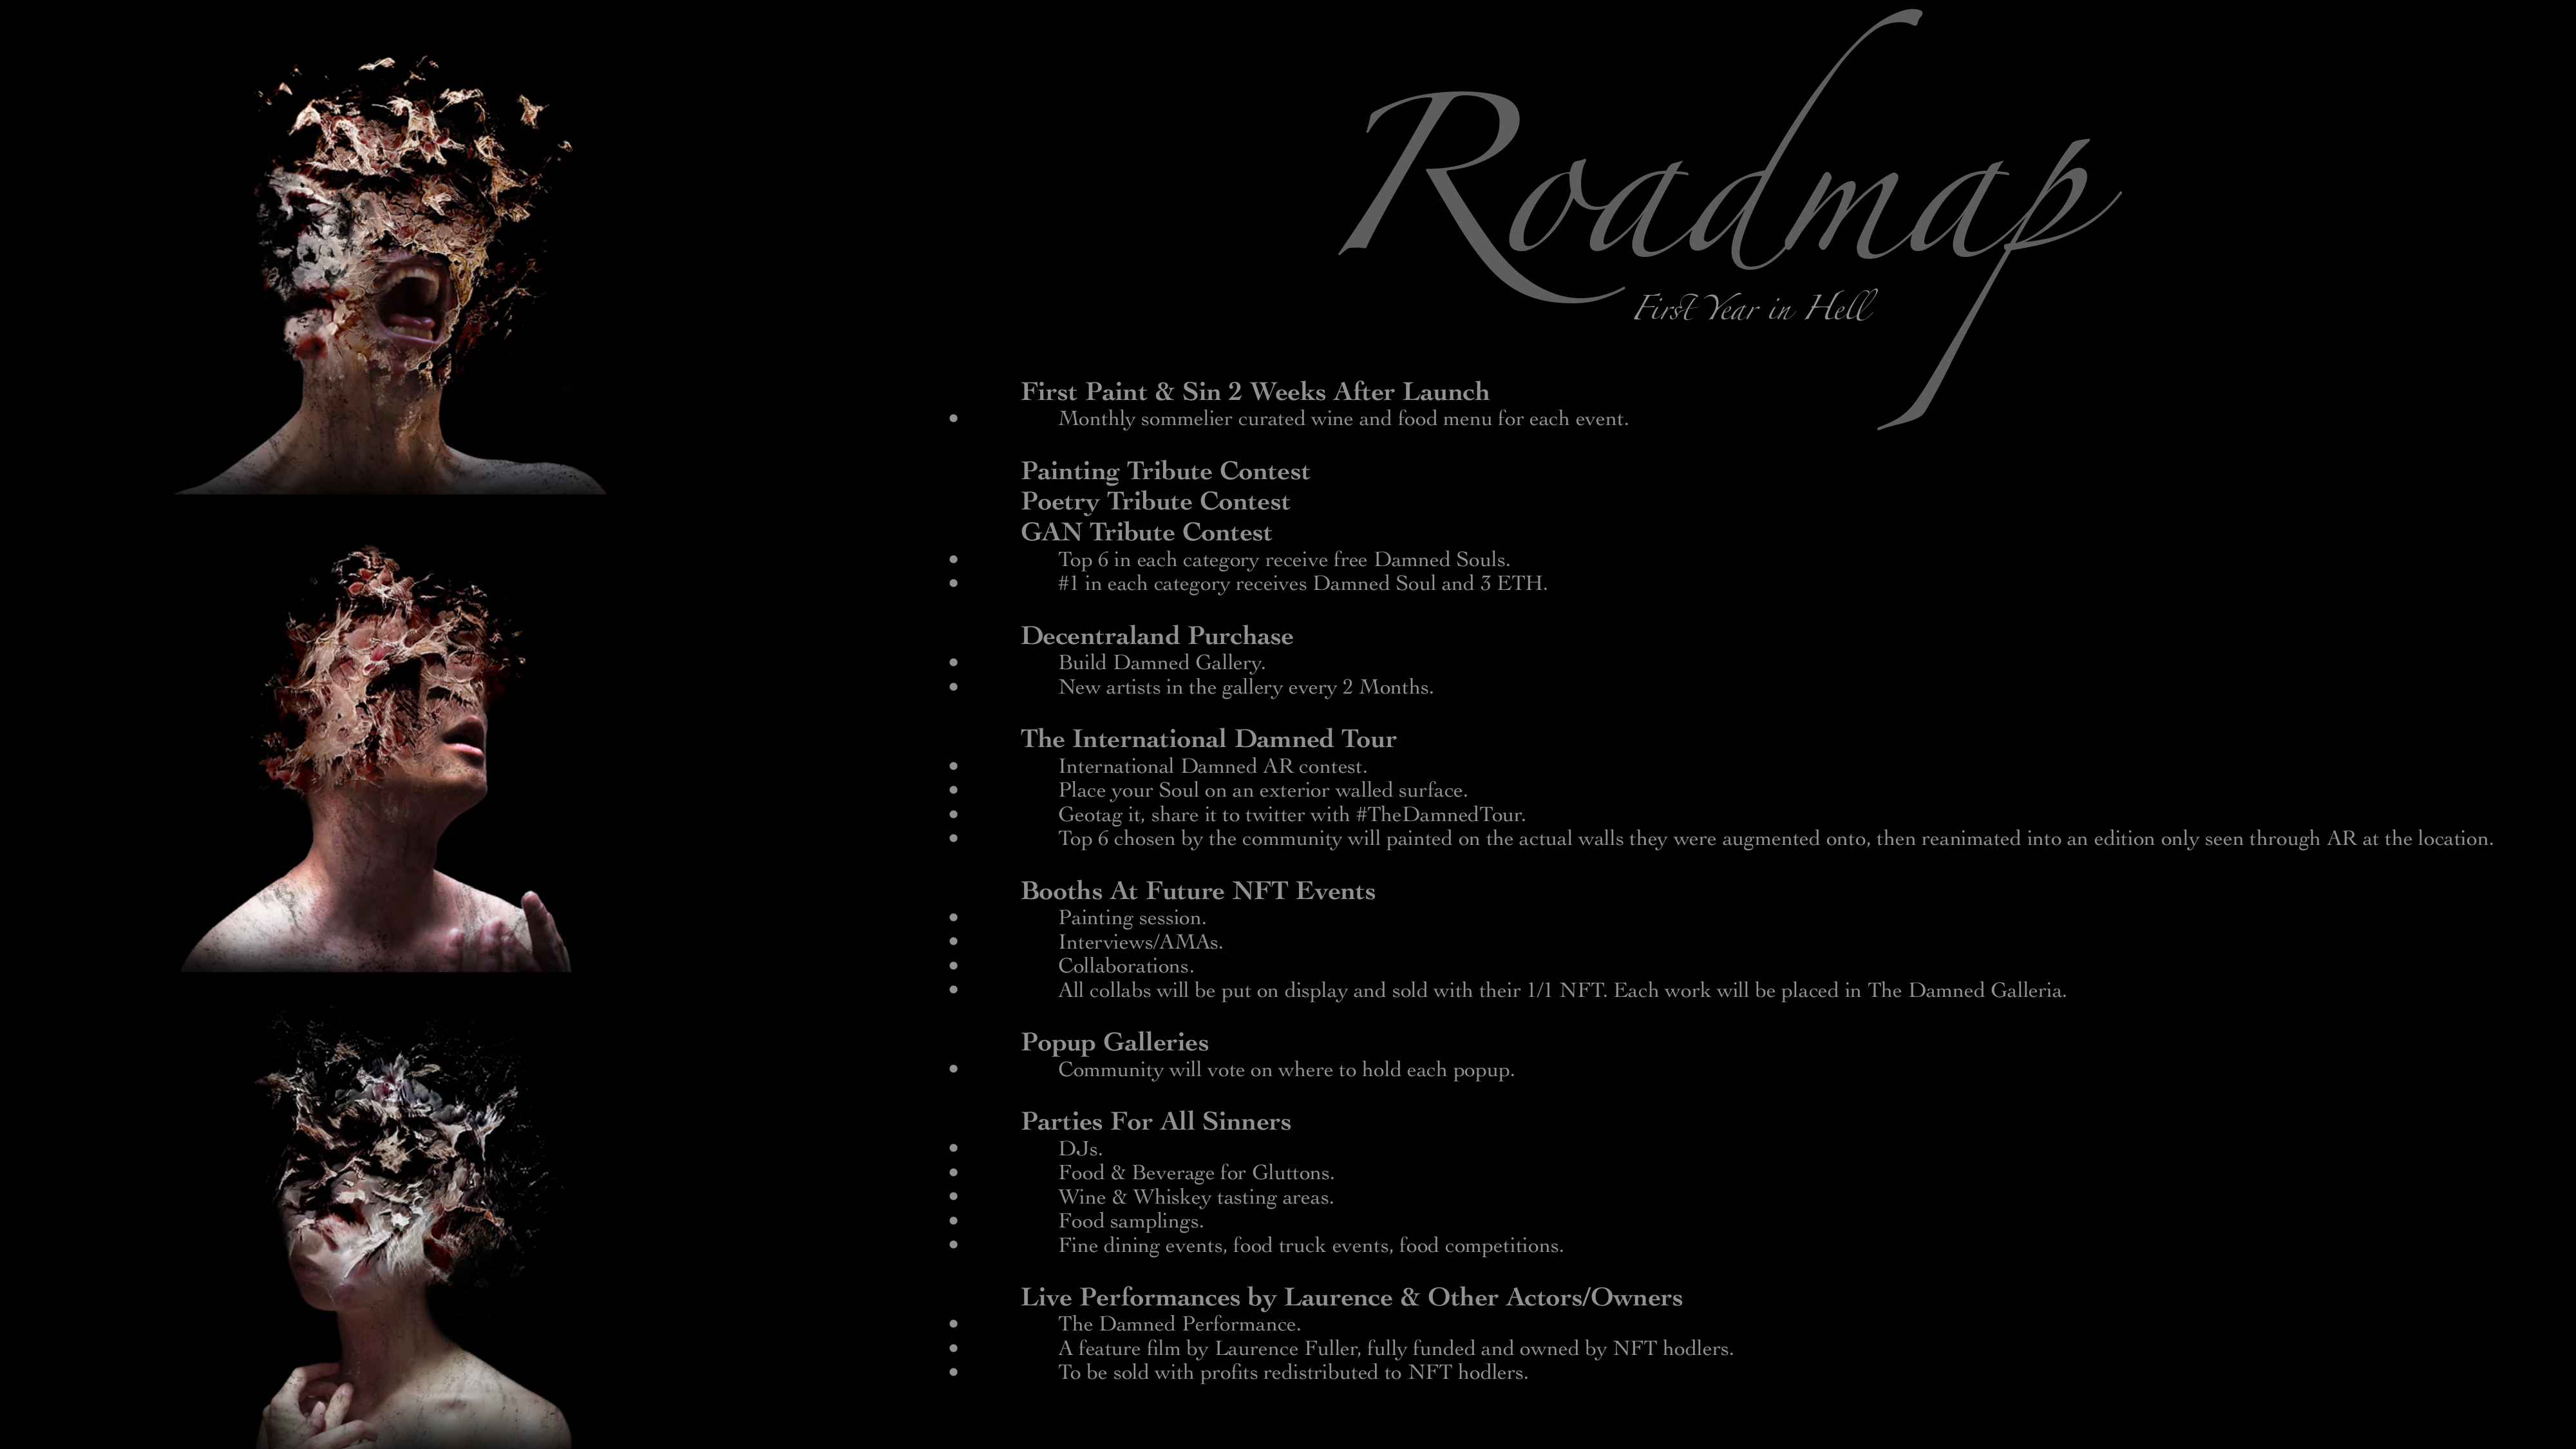 Roadmap
First Year in Hell
First Paint & Sin 2 Weeks After Launch
• Monthly sommelier curated wine and food menu for each event.
Painting Tribute Contest
Poetry Tribute Contest
GAN Tribute Contest
• Top 6 in each category receive free Damned Souls.
• #1 in each category receives Damned Soul and 3 ETH.
Decentraland Purchase
• Build Damned Gallery.
• New artists in the gallery every 2 Months.
The International Damned Tour
• International Damned AR contest.
• Place your Soul on an exterior walled surface.
• Geotag it, share it to twitter with #TheDamnedTour.
• Top 6 chosen by the community will painted on the actual walls they were augmented onto, then reanimated into an edition only seen through AR at the location.
Booths At Future NFT Events
• Painting session.
• Interviews/AMAs.
• Collaborations.
• All collabs will be put on display and sold with their 1/1 NFT. Each work will be placed in The Damned Galleria.
Popup Galleries
• Community will vote on where to hold each popup.
Parties For All Sinners
• DJs.
• Food & Beverage for Gluttons.
• Wine & Whiskey tasting areas.
• Food samplings.
• Fine dining events, food truck events, food competitions.
Live Performances by Laurence & Other Actors/Owners
• The Damned Performance.
• A feature film by Laurence Fuller, fully funded and owned by NFT hodlers.
• To be sold with profits redistributed to NFT hodlers.